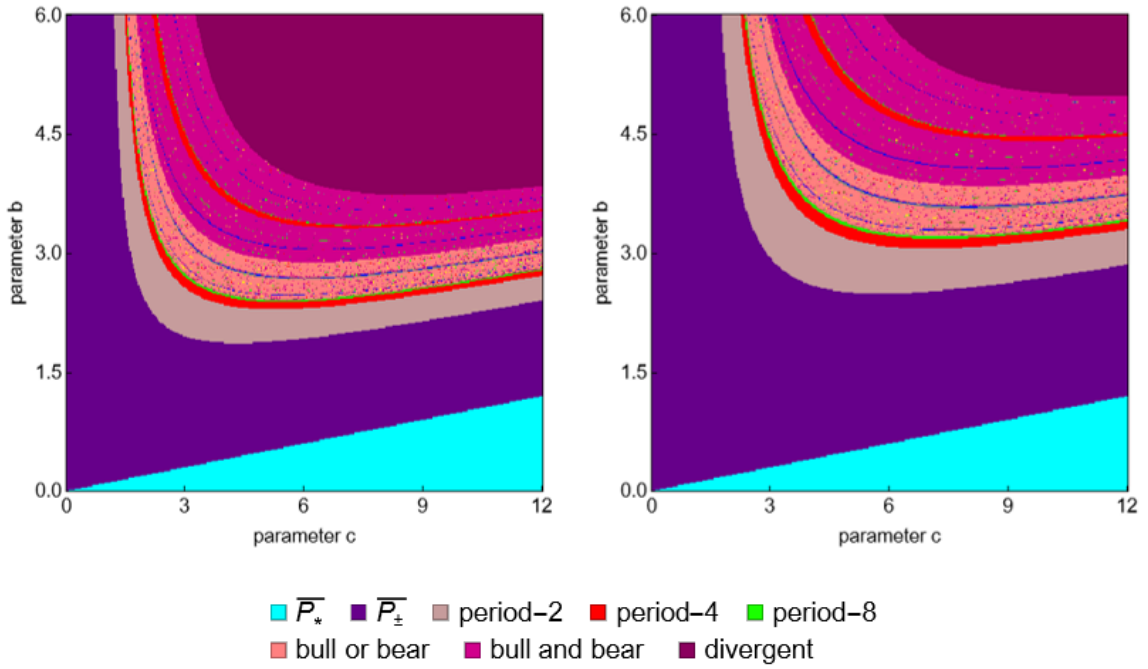 6.0
4.5
3.0
1.5
0.0
parameter b
0 3 6 9 12
parameter c
6.0
4.5
3.0
1.5
0.0
parameter b
0 3 6 9 12
parameter c
P* P± period-2 period-4 period-8
bull or bear bull and bear divergent